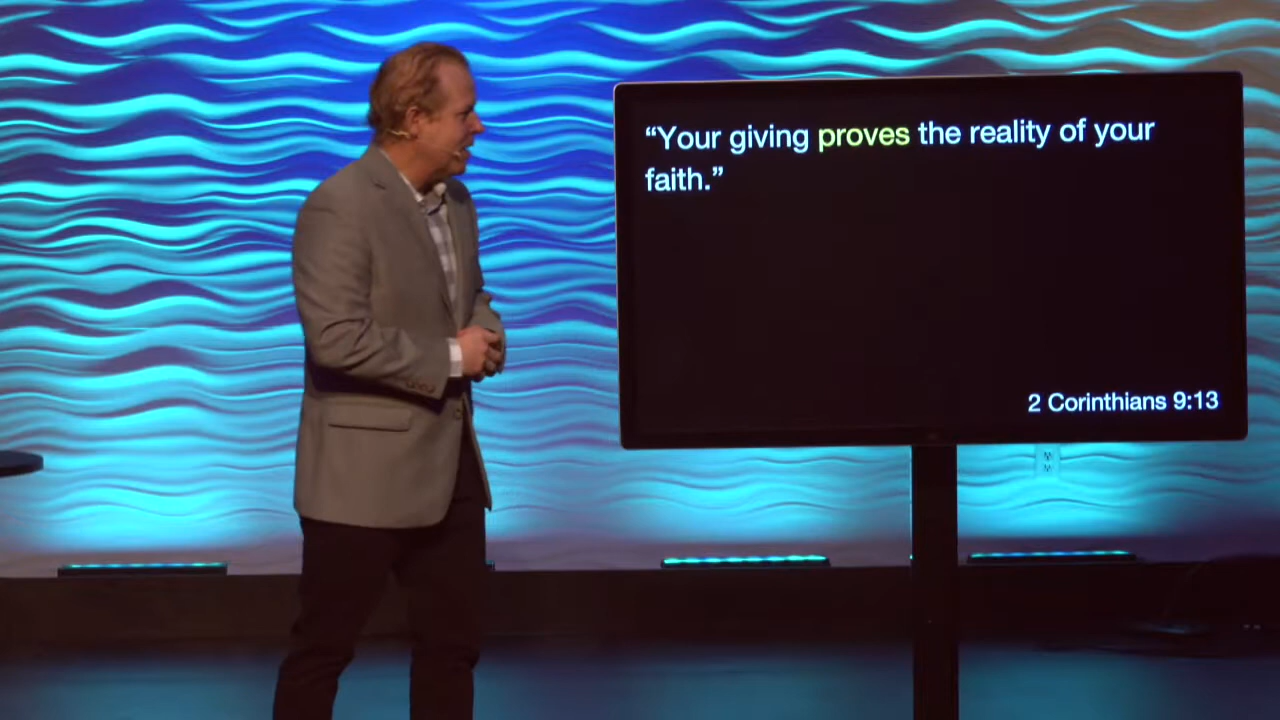 “Your giving proves the reality of your
faith.”
2 Corinthians 9:13